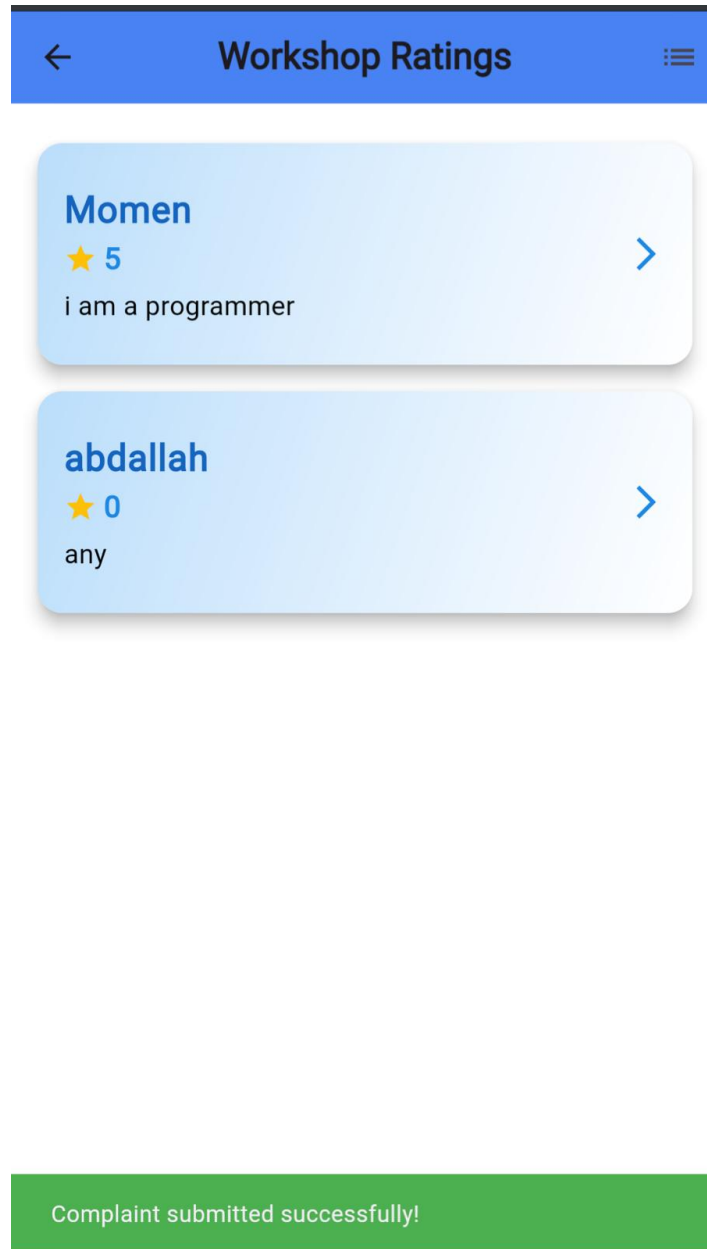 Workshop Ratings
Momen
5
i am a programmer
abdallah
0
any
Complaint submitted successfully!